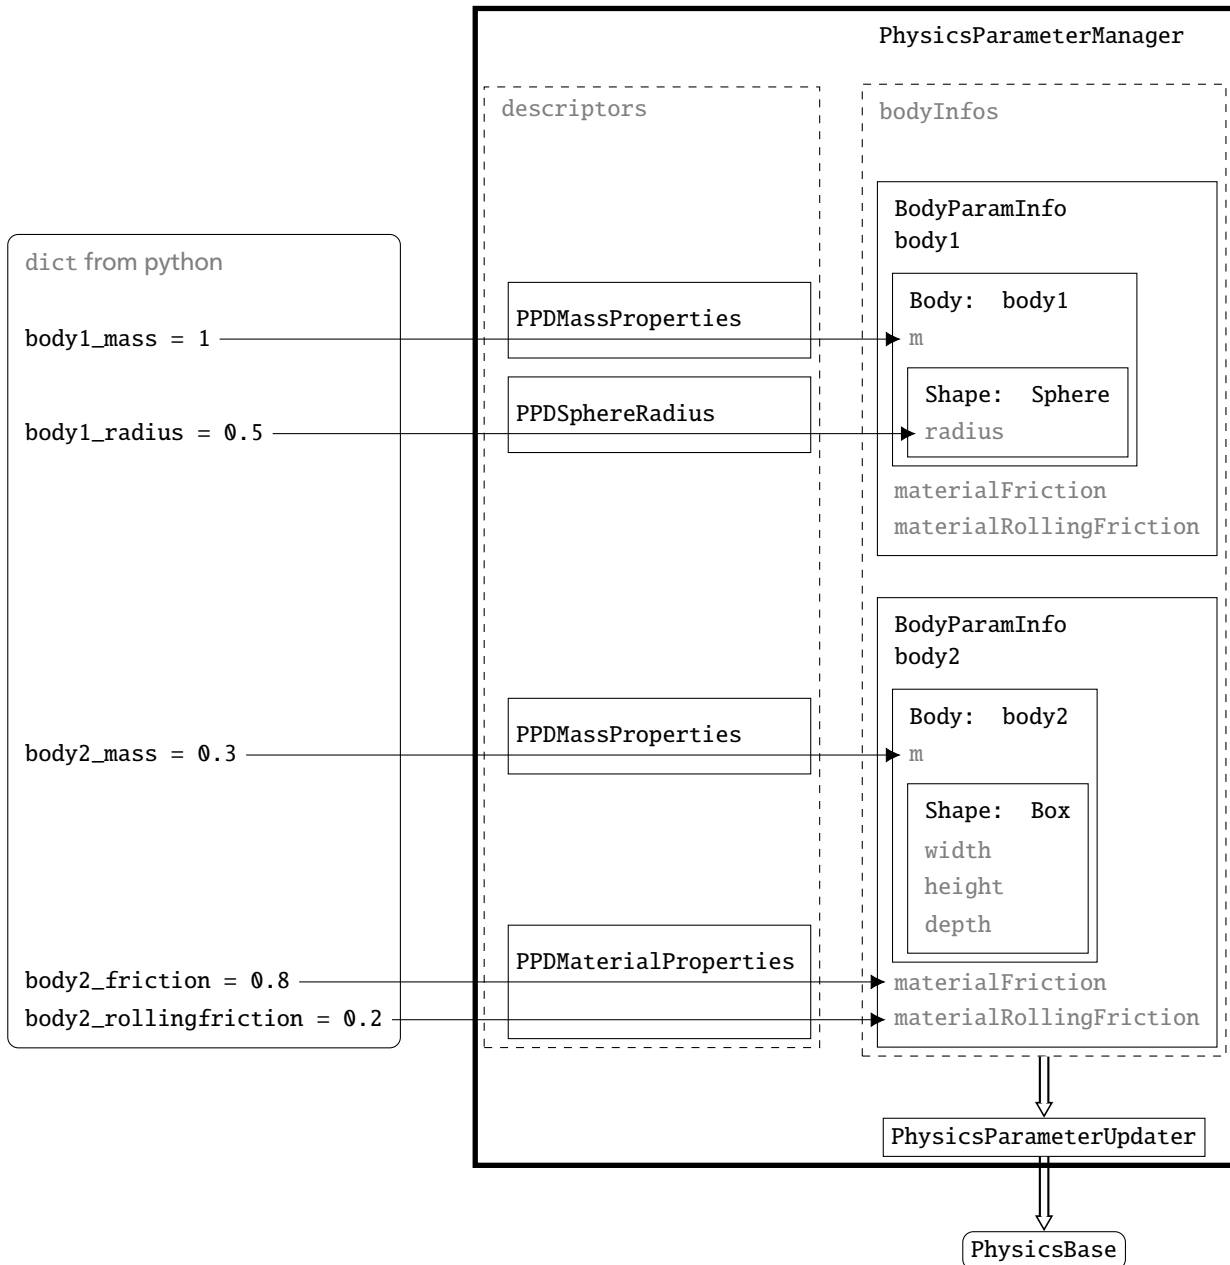 PhysicsParameterManager
descriptors
bodyInfos
BodyParamInfo
body1
dict from python
Body: body1
PPDMassProperties
body1_mass = 1
m
Shape: Sphere
PPDSphereRadius
body1_radius = 0.5
radius
materialFriction
materialRollingFriction
BodyParamInfo
body2
Body: body2
PPDMassProperties
body2_mass = 0.3
m
Shape: Box
width
height
depth
PPDMaterialProperties
body2_friction = 0.8
materialFriction
body2_rollingfriction = 0.2
materialRollingFriction
PhysicsParameterUpdater
PhysicsBase